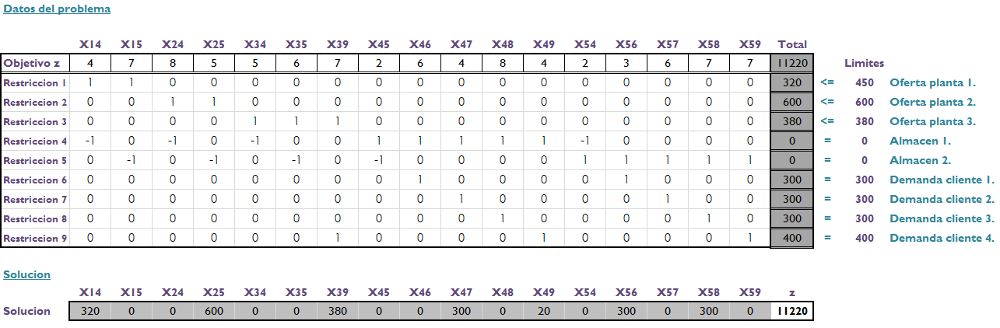 Datos del problema
X14 X15 X24 X25 X34 X35 X39 X45 X46 X47 X48 X49 X54 X56 X57 X58 X59 Total
Objetivo z 4 7 8 5 5 6 7 2 6 4 8 4 2 3 6 7 7 11220 Limites
Restriccion 1 1 1 0 0 0 0 0 0 0 0 0 0 0 0 0 0 0 320 <= 450 Oferta planta 1.
Restriccion 2 0 0 1 1 0 0 0 0 0 0 0 0 0 0 0 0 0 600 <= 600 Oferta planta 2.
Restriccion 3 0 0 0 0 1 1 1 0 0 0 0 0 0 0 0 0 0 380 <= 380 Oferta planta 3.
Restriccion 4 -1 0 -1 0 -1 0 0 1 1 1 1 1 -1 0 0 0 0 0 = 0 Almacen 1.
Restriccion 5 0 -1 0 -1 0 -1 0 -1 0 0 0 0 1 1 1 1 1 0 = 0 Almacen 2.
Restriccion 6 0 0 0 0 0 0 0 0 1 0 0 0 0 1 0 0 0 300 = 300 Demanda cliente 1.
Restriccion 7 0 0 0 0 0 0 0 0 0 1 0 0 0 0 1 0 0 300 = 300 Demanda cliente 2.
Restriccion 8 0 0 0 0 0 0 0 0 0 0 1 0 0 0 0 1 0 300 = 300 Demanda cliente 3.
Restriccion 9 0 0 0 0 0 0 1 0 0 0 0 1 0 0 0 0 1 400 = 400 Demanda cliente 4.
Solucion
X14 X15 X24 X25 X34 X35 X39 X45 X46 X47 X48 X49 X54 X56 X57 X58 X59 z
Solucion 320 0 0 600 0 0 380 0 0 300 0 20 0 300 0 300 0 11220